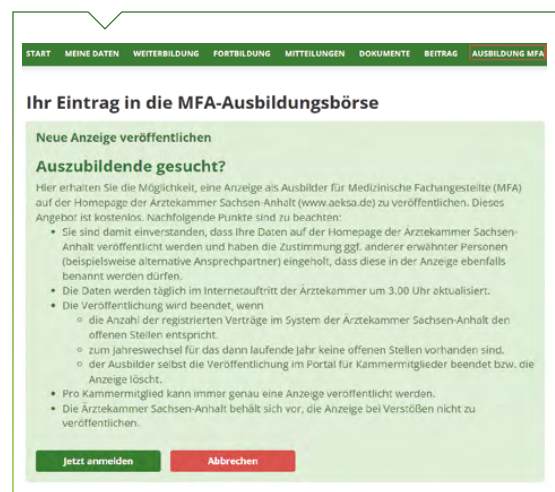 START MEINE DATEN WEITERBILDUNG FORTBILDUNG MITTEILUNGEN DOKUMENTE BEITRAG AUSBILDUNG MFA
Ihr Eintrag in die MFA-Ausbildungsbörse
Neue Anzeige veröffentlichen
Auszubildende gesucht?
Hier erhalten Sie die Möglichkeit, eine Anzeige als Ausbilder für Medizinische Fachangestellte (MFA)
auf der Homepage der Ärztekammer Sachsen-Anhalt (www.aeksa.de) zu veröffentlichen. Dieses
Angebot ist kostenlos. Nachfolgende Punkte sind zu beachten:
• Sie sind damit einverstanden, dass Ihre Daten auf der Homepage der Ärztekammer Sachsen-
Anhalt veröffentlicht werden und haben die Zustimmung ggf. anderer erwähnter Personen
(beispielsweise alternative Ansprechpartner) eingeholt, dass diese in der Anzeige ebenfalls
benannt werden dürfen.
• Die Daten werden täglich im Internetauftritt der Ärztekammer um 3.00 Uhr aktualisiert.
• Die Veröffentlichung wird beendet, wenn
◦ die Anzahl der registrierten Verträge im System der Ärztekammer Sachsen-Anhalt den
offenen Stellen entspricht.
◦ zum Jahreswechsel für das dann laufende Jahr keine offenen Stellen vorhanden sind.
◦ der Ausbilder selbst die Veröffentlichung im Portal für Kammermitglieder beendet bzw. die
Anzeige löscht.
• Pro Kammermitglied kann immer genau eine Anzeige veröffentlicht werden.
• Die Ärztekammer Sachsen-Anhalt behält sich vor, die Anzeige bei Verstößen nicht zu
veröffentlichen.
Jetzt anmelden Abbrechen